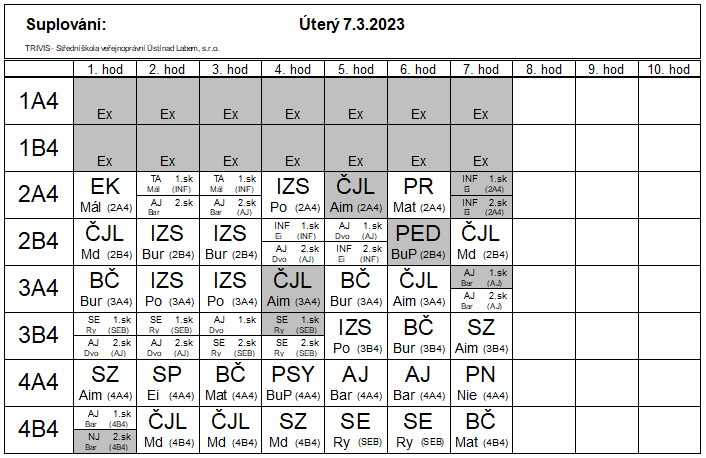 Suplování: Úterý 7.3.2023
TRIVIS - Střední škola veřejnoprávní Ústí nad Labem, s.r.o.
1. hod 2. hod 3. hod 4. hod 5. hod 6. hod 7. hod 8. hod 9. hod 10. hod
1A4 Ex Ex Ex Ex Ex Ex Ex
1B4 Ex Ex Ex Ex Ex Ex Ex
2A4
EK
Mál (2A4)
TA 1.sk
Mál (INF)
AJ 2.sk
Bar (AJ)
TA 1.sk
Mál (INF)
AJ 2.sk
Bar (AJ)
IZS
Po (2A4)
ČJL
Aim (2A4)
PR
Mat (2A4)
INF 1.sk
Ei (2A4)
INF 2.sk
Ei (2A4)
2B4
ČJL
Md (2B4)
IZS
Bur (2B4)
IZS
Bur (2B4)
INF 1.sk
Ei (INF)
AJ 2.sk
Dvo (AJ)
AJ 1.sk
Dvo (AJ)
INF 2.sk
Ei (INF)
PED
BuP (2B4)
ČJL
Md (2B4)
3A4
BČ
Bur (3A4)
IZS
Po (3A4)
IZS
Po (3A4)
ČJL
Aim (3A4)
BČ
Bur (3A4)
ČJL
Aim (3A4)
AJ 1.sk
Bar (AJ)
AJ 2.sk
Bar (AJ)
3B4
SE 1.sk
Ry (SEB)
AJ 2.sk
Dvo (AJ)
SE 1.sk
Ry (SEB)
AJ 2.sk
Dvo (AJ)
AJ 1.sk
Dvo (AJ)
SE 2.sk
Ry (SEB)
SE 1.sk
Ry (SEB)
SE 2.sk
Ry (SEB)
IZS
Po (3B4)
BČ
Bur (3B4)
SZ
Aim (3B4)
4A4
SZ
Aim (4A4)
SP
Ei (4A4)
BČ
Mat (4A4)
PSY
BuP (4A4)
AJ
Bar (4A4)
AJ
Bar (4A4)
PN
Nie (4A4)
4B4
AJ 1.sk
Bar (4B4)
NJ 2.sk
Bar (4B4)
ČJL
Md (4B4)
ČJL
Md (4B4)
SZ
Md (4B4)
SE
Ry (SEB)
SE
Ry (SEB)
BČ
Mat (4B4)